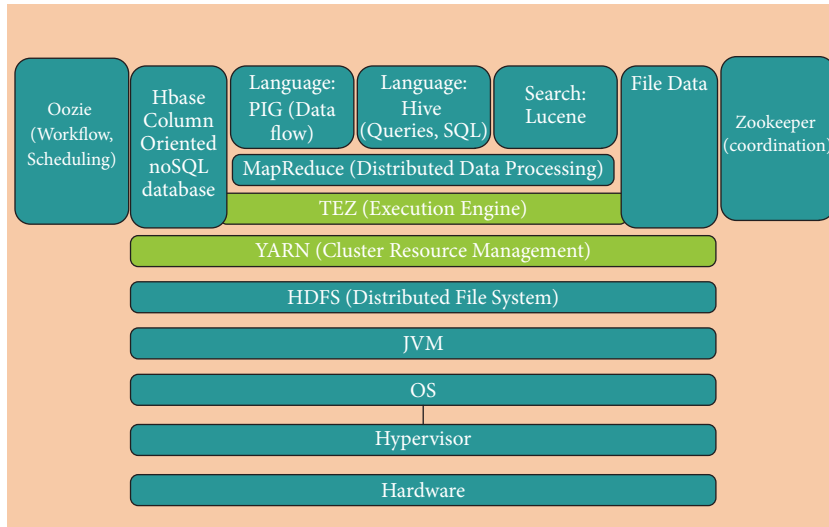 Oozie
(Workflow,
Scheduling)
Hbase
Column
Oriented
noSQL
database
Language:
PIG (Data
flow)
Language:
Hive
(Queries, SQL)
Search:
Lucene
File Data
Zookeeper
(coordination)
MapReduce (Distributed Data Processing)
TEZ (Execution Engine)
YARN (Cluster Resource Management)
HDFS (Distributed File System)
JVM
OS
Hypervisor
Hardware